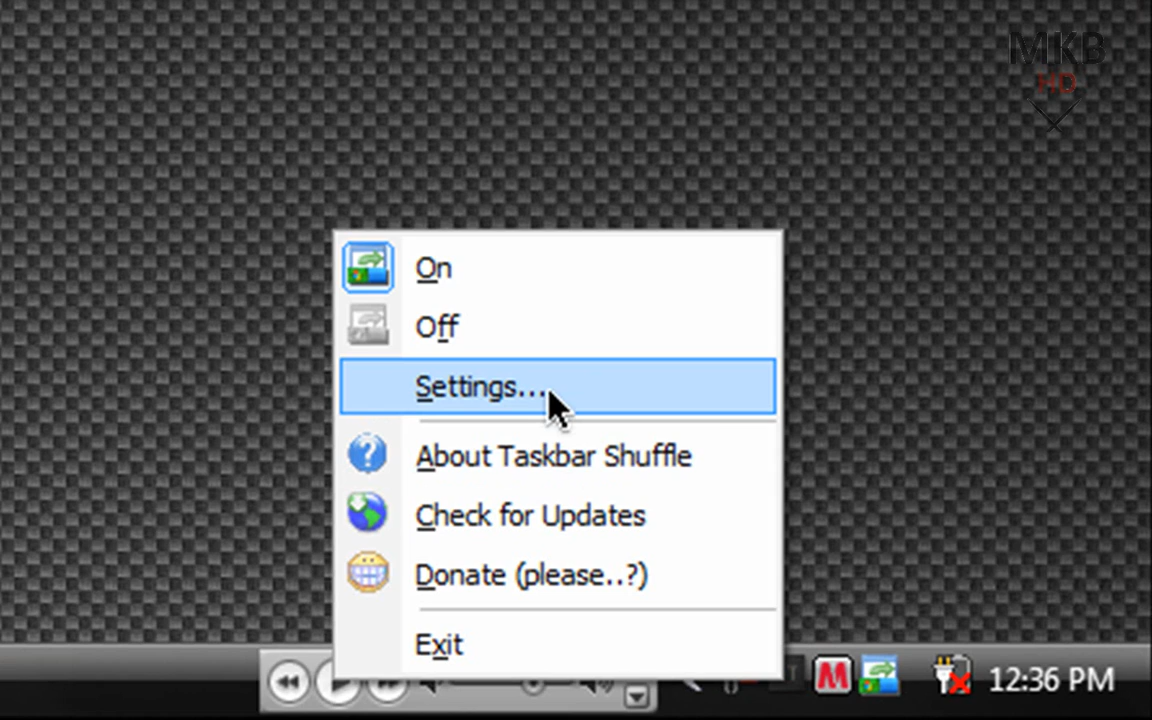 MKB
HD
On
Off
Settings...
About Taskbar Shuffle
Check for Updates
Donate (please..?)
Exit
M
12:36 PM